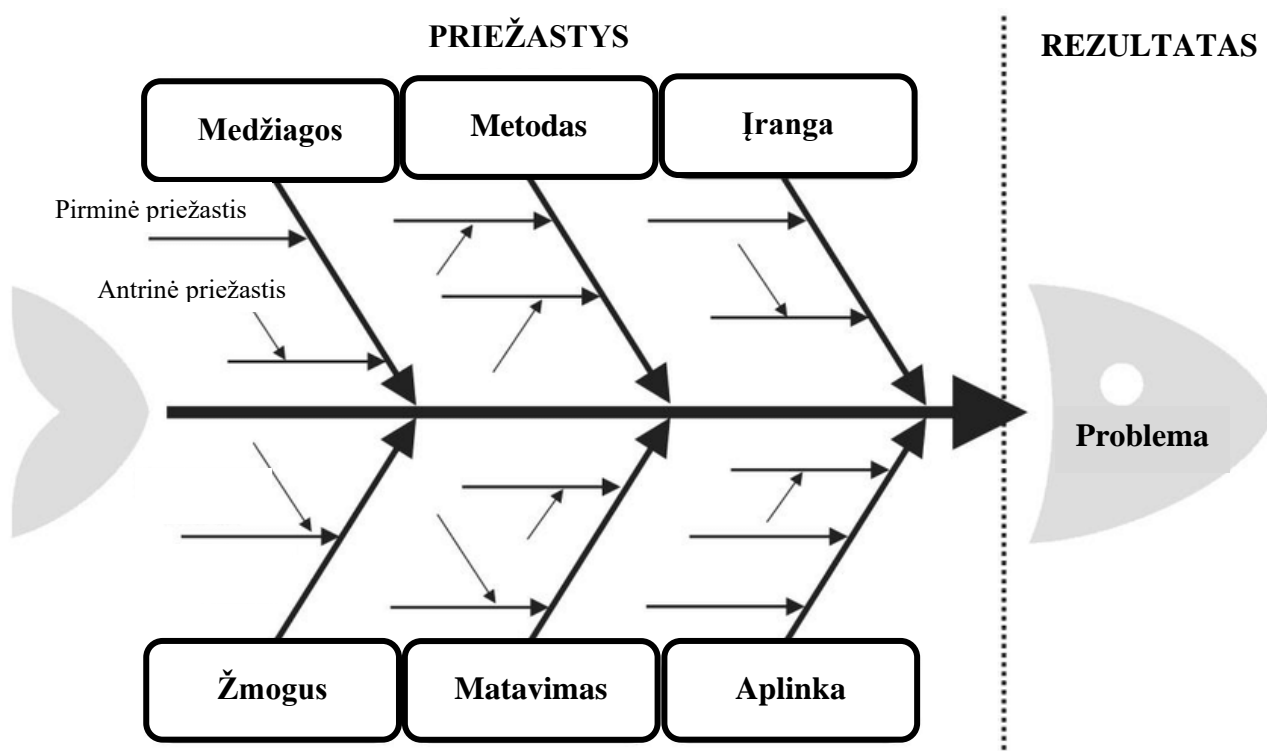 PRIEŽASTYS
REZULTATAS
Medžiagos
Metodas
Įranga
Pirminė priežastis
Antrinė priežastis
Problema
Žmogus
Matavimas
Aplinka